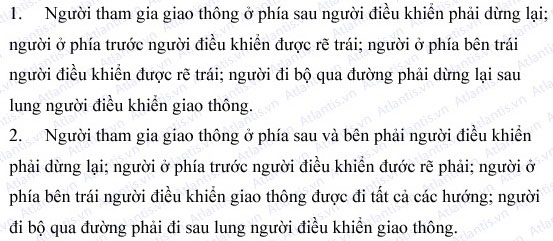 1. Người tham gia giao thông ở phía sau người điều khiển phải dừng lại;
người ở phía trước người điều khiển được rẽ trái; người ở phía bên trái
người điều khiển được rẽ trái; người đi bộ qua đường phải dừng lại sau
lưng người điều khiển giao thông.
2. Người tham gia giao thông ở phía sau và bên phải người điều khiển
phải dừng lại; người ở phía trước người điều khiển đước rẽ phải; người ở
phía bên trái người điều khiển giao thông được đi tất cả các hướng; người
đi bộ qua đường phải đi sau lưng người điều khiển giao thông.